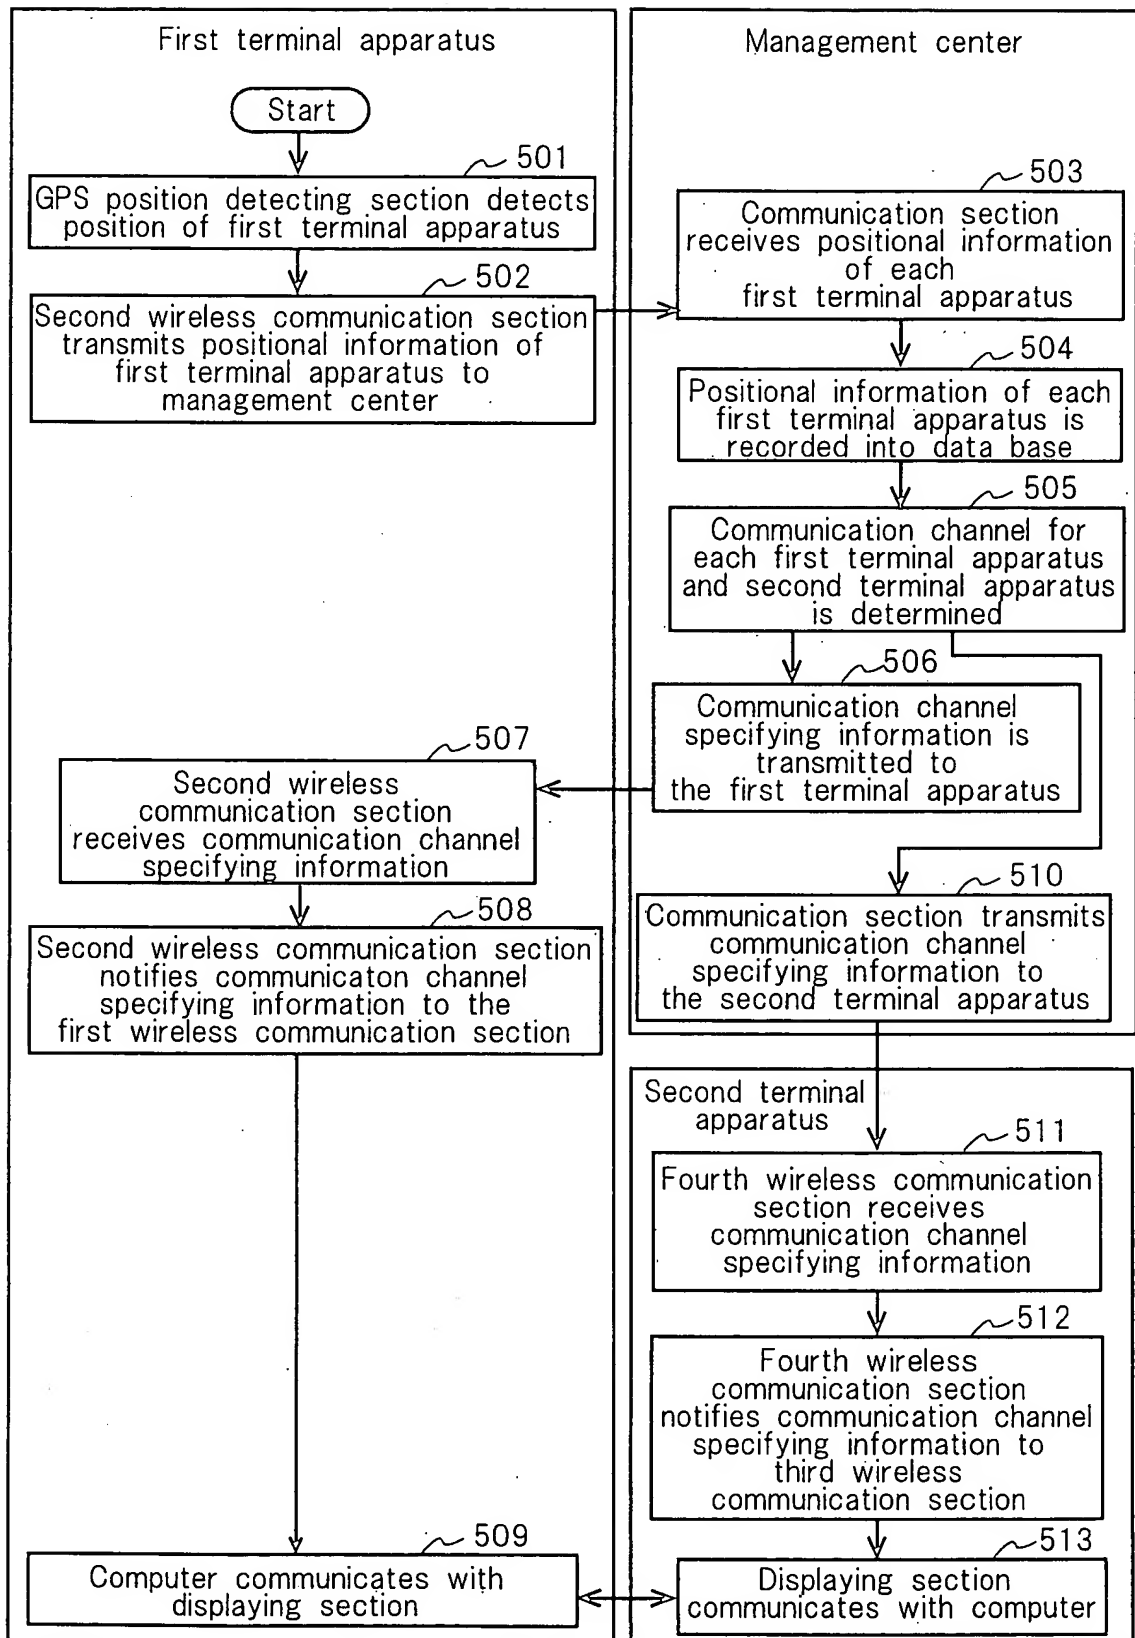 First terminal apparatus
Start
501
GPS position detecting section detects
position of first terminal apparatus
502
Second wireless communication section
transmits positional information of
first terminal apparatus to
management center
Management center
503
Communication section
receives positional information
of each
first terminal apparatus
504
Positional information of each
first terminal apparatus is
recorded into data base
505
Communication channel for
each first terminal apparatus
and second terminal apparatus
is determined
506
Communication channel
specifying information is
transmitted to
the first terminal apparatus
507
Second wireless
communication section
receives communication channel
specifying information
508
Second wireless communication section
notifies communicaton channel
specifying information to the
first wireless communication section
510
Communication section transmits
communication channel
specifying information to
the second terminal apparatus
Second terminal
apparatus
511
Fourth wireless communication
section receives
communication channel
specifying information
512
Fourth wireless
communication section
notifies communication channel
specifying information to
third wireless
communication section
509
Computer communicates with
displaying section
513
Displaying section
communicates with computer